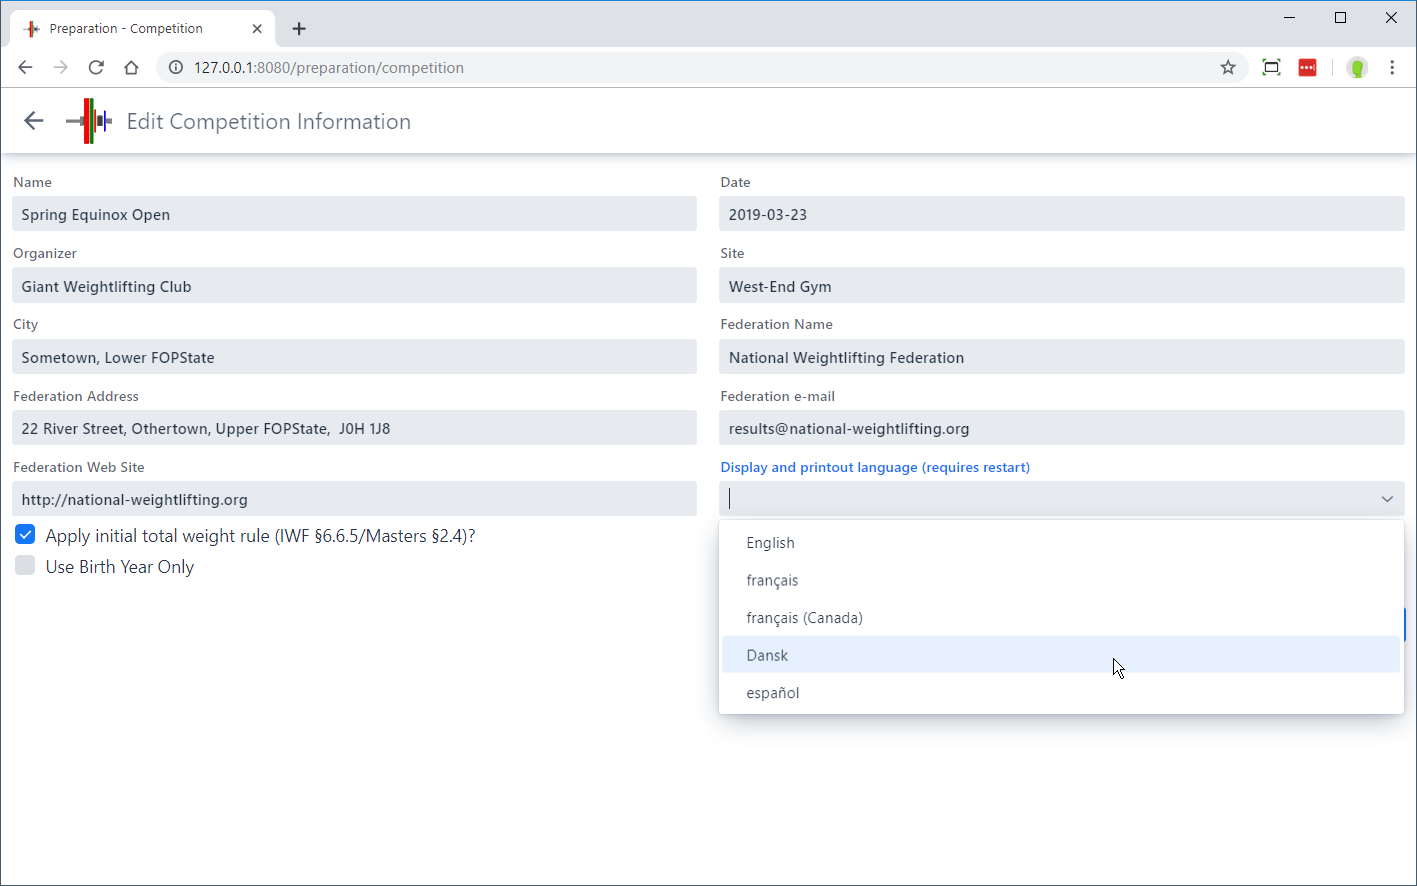 Preparation - Competition
127.0.0.1:8080/preparation/competition
Edit Competition Information
Name
Spring Equinox Open
Date
2019-03-23
Organizer
Giant Weightlifting Club
Site
West-End Gym
City
Sometown, Lower FOPState
Federation Name
National Weightlifting Federation
Federation Address
22 River Street, Othertown, Upper FOPState,  J0H 1J8
Federation e-mail
results@national-weightlifting.org
Federation Web Site
http://national-weightlifting.org
Display and printout language (requires restart)
Apply initial total weight rule (IWF §6.6.5/Masters §2.4)?
Use Birth Year Only
English
français
français (Canada)
Dansk
español